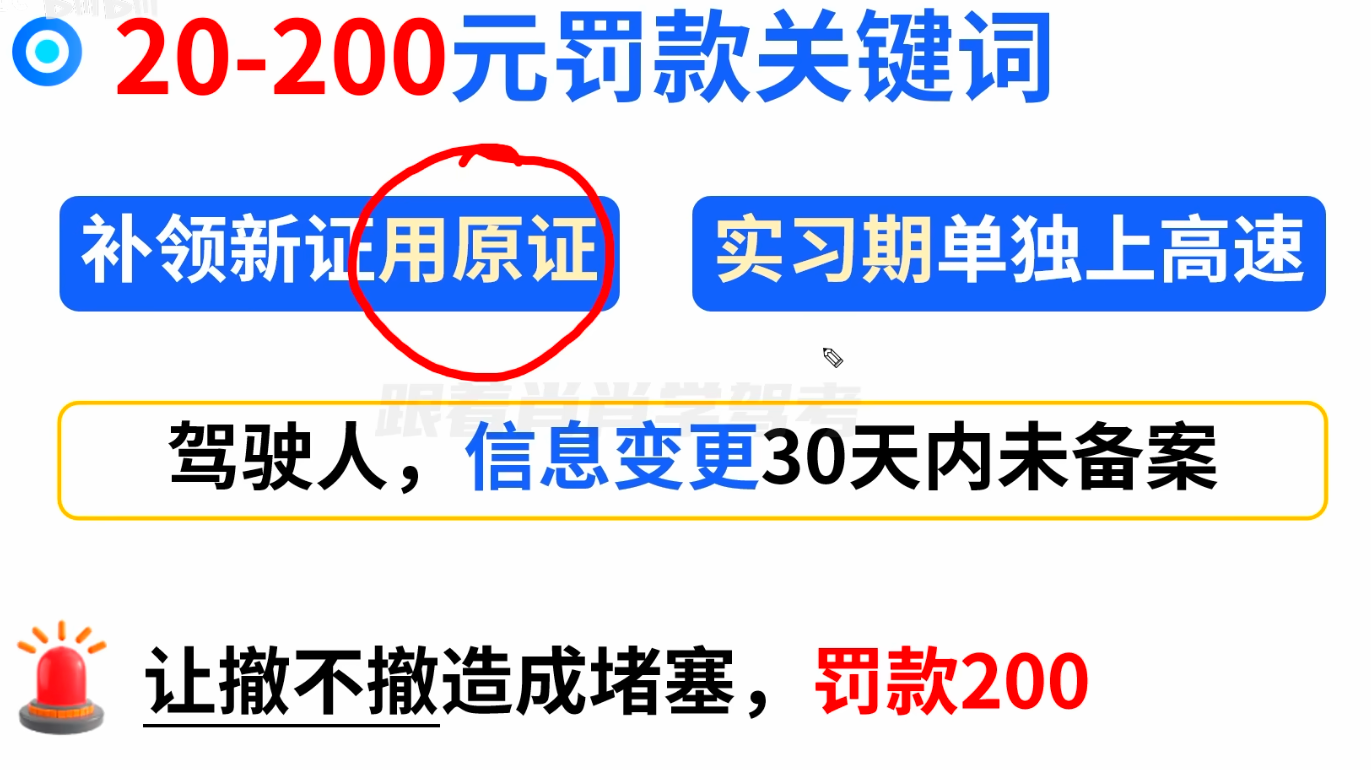 20-200元罚款关键词
补领新证用原证
实习期单独上高速
跟着肖肖学驾考
驾驶人，信息变更30天内未备案
让撤不撤造成堵塞，罚款200